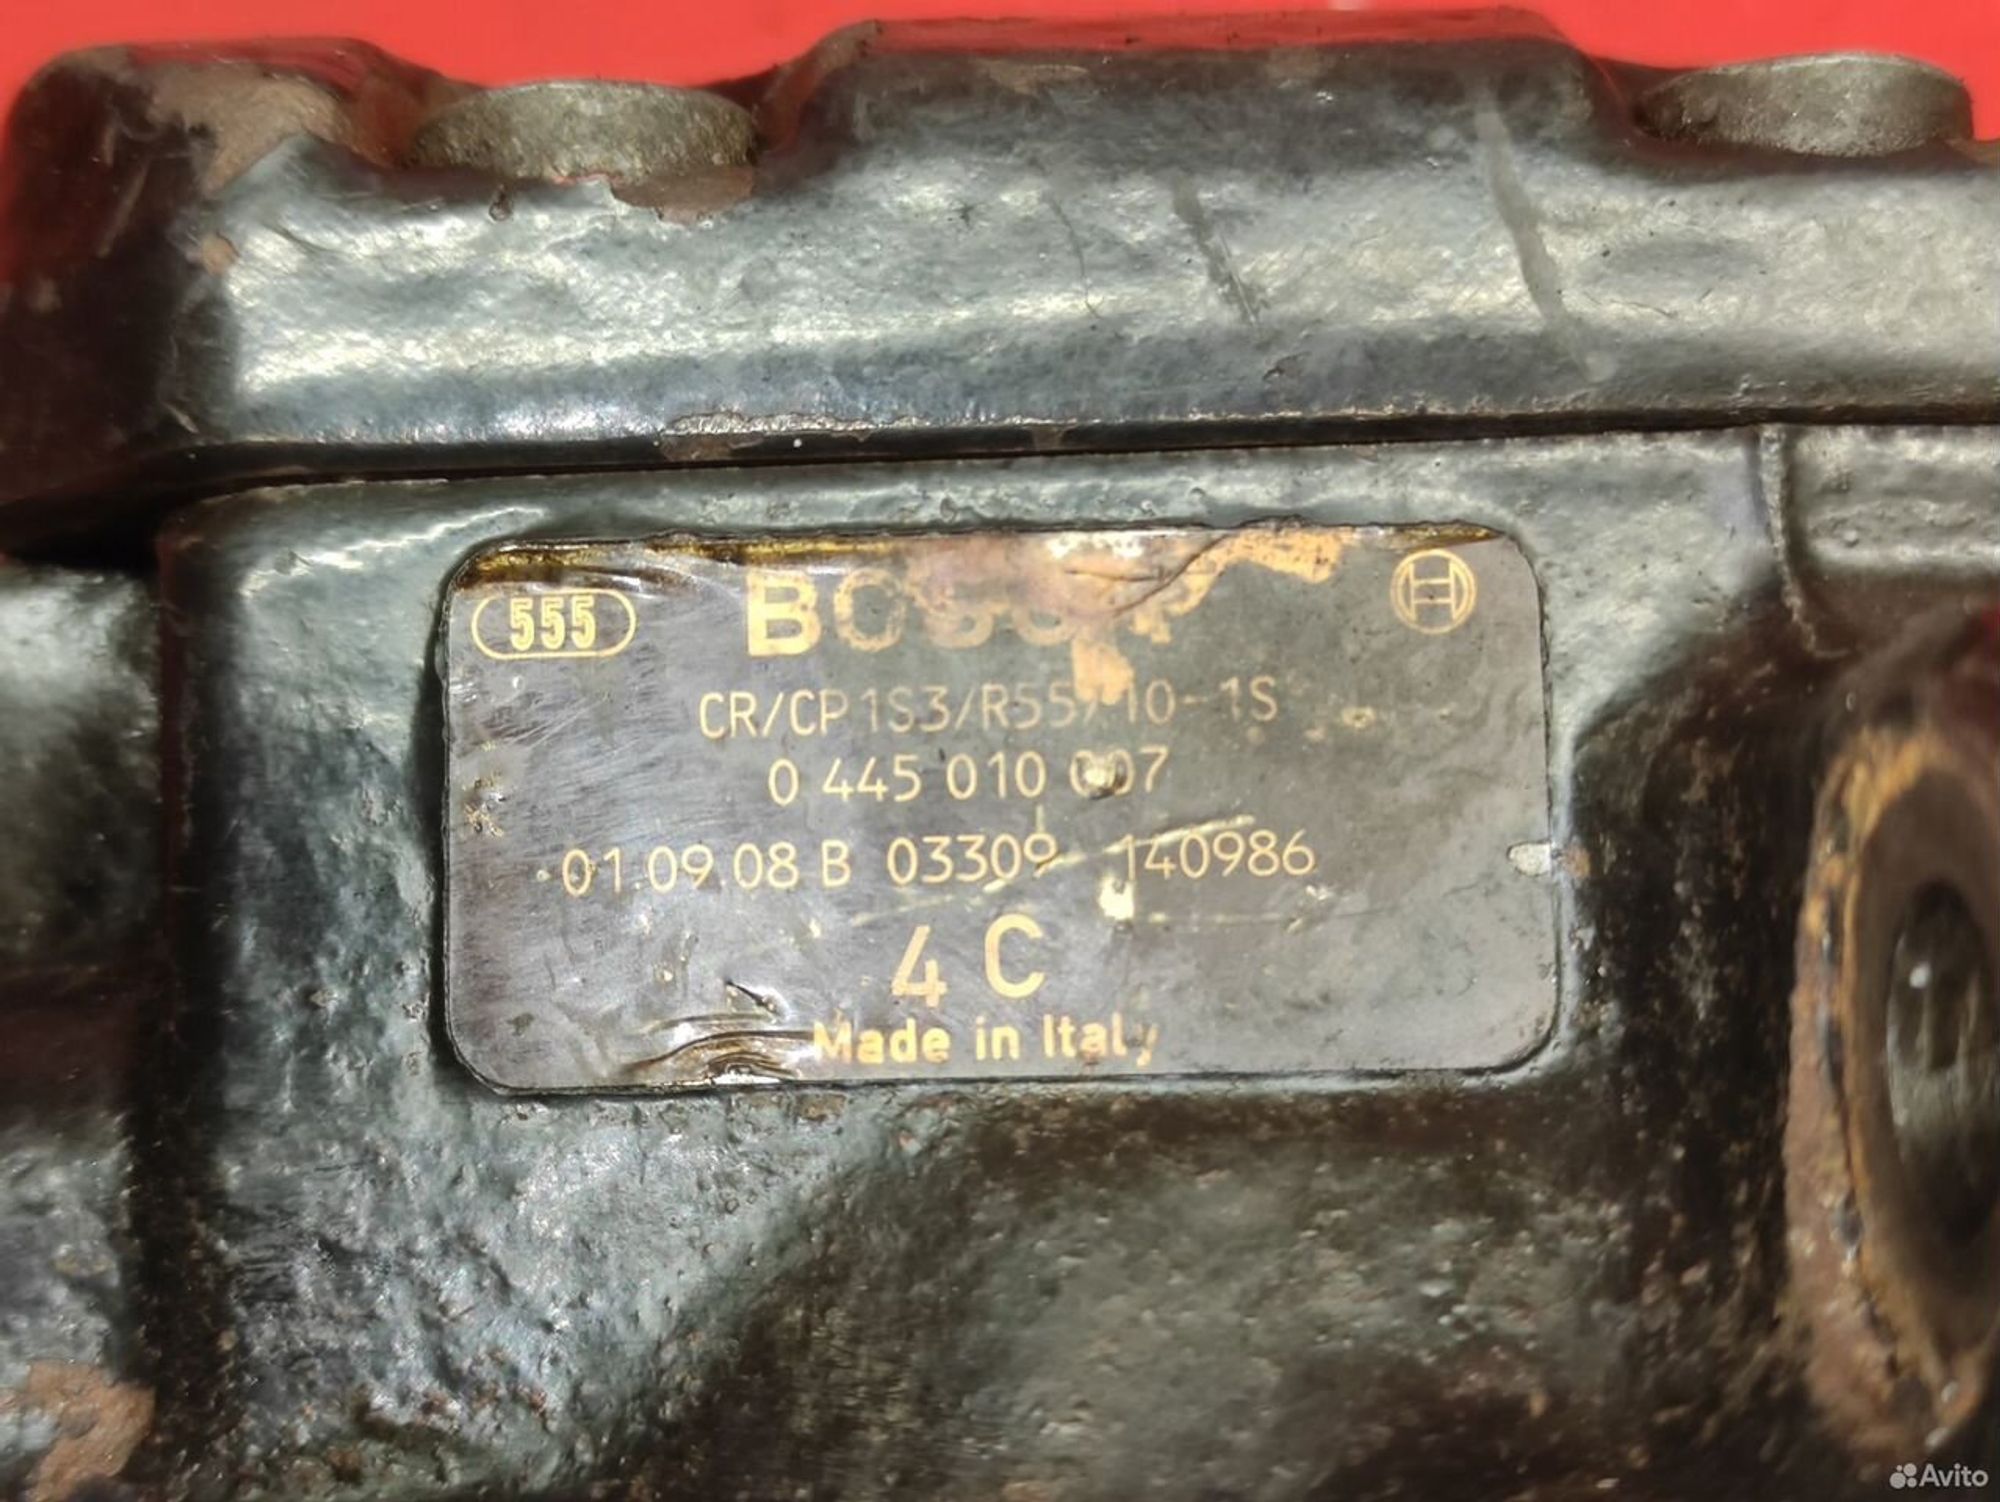 555 BOSCH
CR/CP1S3/R55/10-1S
0 445 010 007
01.09.08 B 03309 140986
4 C
Made in Italy
Avito